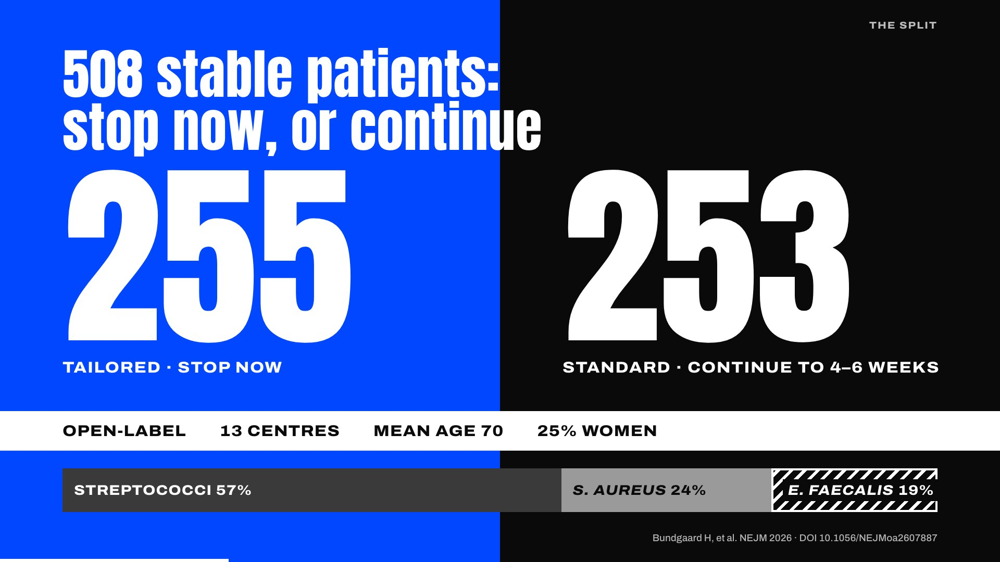 THE SPLIT
508 stable patients:
stop now, or continue
255
253
TAILORED · STOP NOW
STANDARD · CONTINUE TO 4–6 WEEKS
OPEN-LABEL 13 CENTRES MEAN AGE 70 25% WOMEN
STREPTOCOCCI 57% S. AUREUS 24% E. FAECALIS 19%
Bundgaard H, et al. NEJM 2026 · DOI 10.1056/NEJMoa2607887